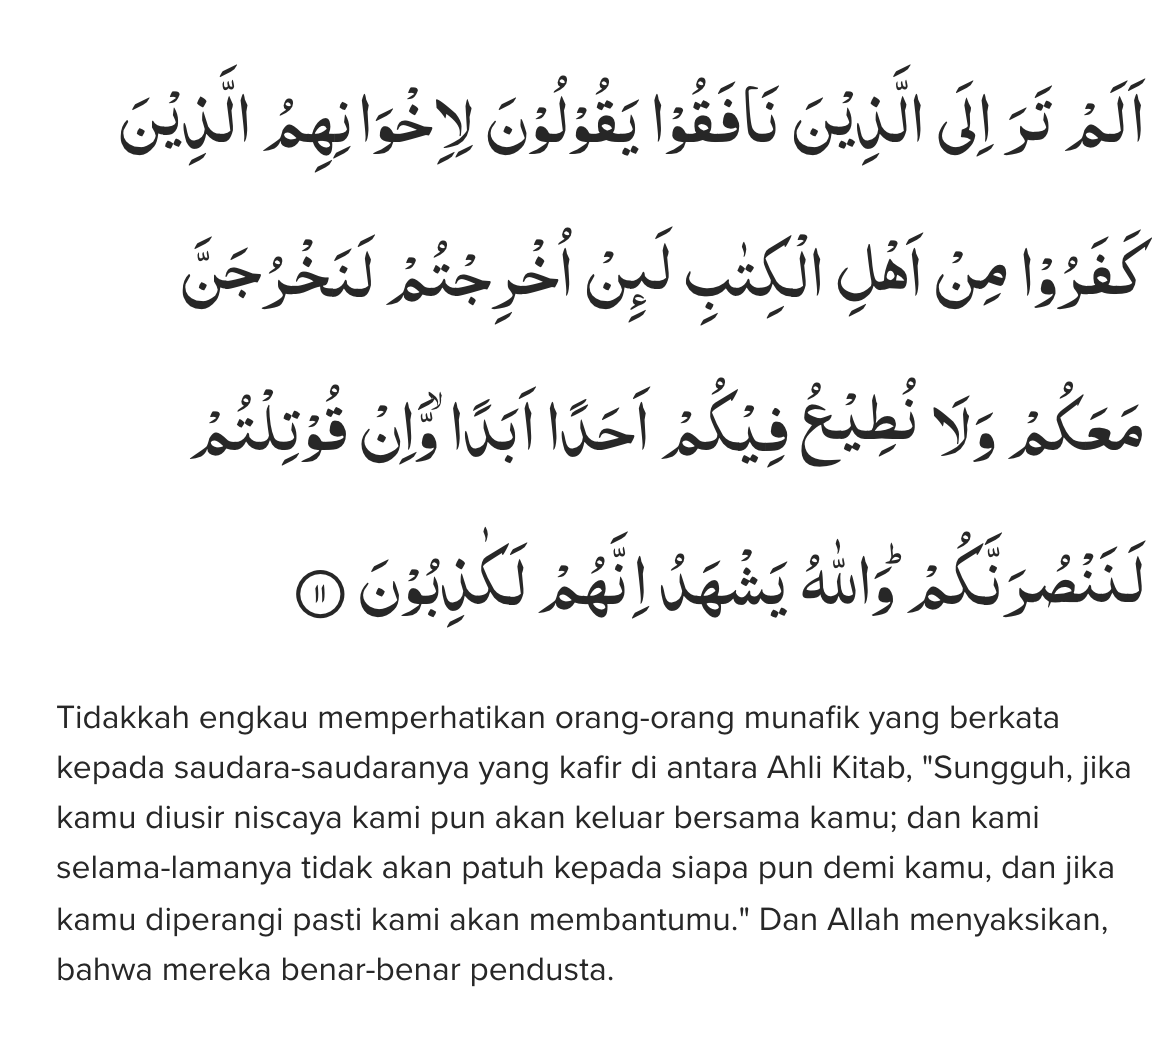 اَلَمْ تَرَ اِلَى الَّذِيْنَ نَافَقُوْا يَقُوْلُوْنَ لِاِخْوَانِهِمُ الَّذِيْنَ
كَفَرُوْا مِنْ اَهْلِ الْكِتٰبِ لَىِٕنْ اُخْرِجْتُمْ لَنَخْرُجَنَّ
مَعَكُمْ وَلَا نُطِيْعُ فِيْكُمْ اَحَدًا اَبَدًاۙ وَّاِنْ قُوْتِلْتُمْ
لَنَنْصُرَنَّكُمْۗ وَاللّٰهُ يَشْهَدُ اِنَّهُمْ لَكٰذِبُوْنَ ١١
Tidakkah engkau memperhatikan orang-orang munafik yang berkata
kepada saudara-saudaranya yang kafir di antara Ahli Kitab, "Sungguh, jika
kamu diusir niscaya kami pun akan keluar bersama kamu; dan kami
selama-lamanya tidak akan patuh kepada siapa pun demi kamu, dan jika
kamu diperangi pasti kami akan membantumu." Dan Allah menyaksikan,
bahwa mereka benar-benar pendusta.